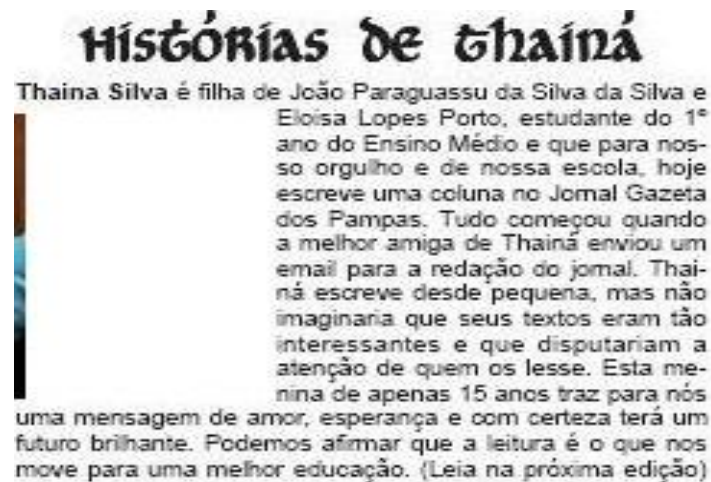 Histórias de Thainá
Thaina Silva é filha de João Paraguassu da Silva da Silva e
Eloisa Lopes Porto, estudante do 1º
ano do Ensino Médio e que para nos-
so orgulho e de nossa escola, hoje
escreve uma coluna no Jornal Gazeta
dos Pampas. Tudo começou quando
a melhor amiga de Thainá enviou um
email para a redação do jornal. Thai-
ná escreve desde pequena, mas não
imaginaria que seus textos eram tão
interessantes e que disputariam a
atenção de quem os lesse. Esta me-
nina de apenas 15 anos traz para nós
uma mensagem de amor, esperança e com certeza terá um
futuro brilhante. Podemos afirmar que a leitura é o que nos
move para uma melhor educação. (Leia na próxima edição)